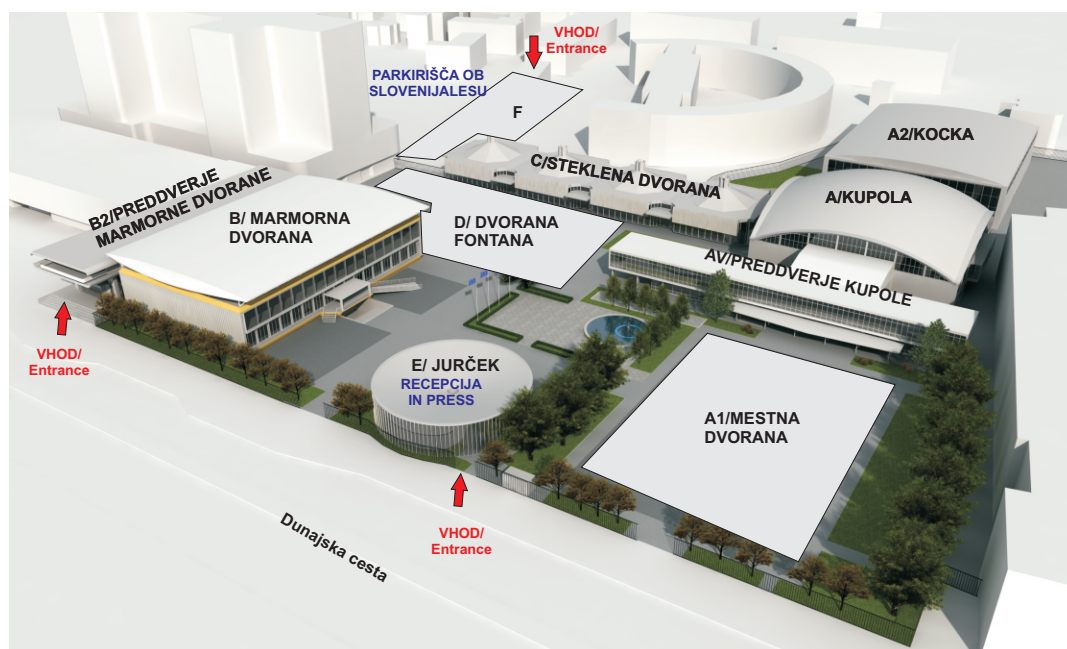 VHOD/
Entrance
PARKIRIŠČA OB
SLOVENIJALESU
F
A2/KOCKA
C/STEKLENA DVORANA
A/KUPOLA
B2/PREDDVERJE
MARMORNE DVORANE
B/ MARMORNA
DVORANA
D/ DVORANA
FONTANA
AV/PREDDVERJE KUPOLE
VHOD/
Entrance
E/ JURČEK
RECEPCIJA
IN PRESS
A1/MESTNA
DVORANA
VHOD/
Entrance
Dunajska cesta